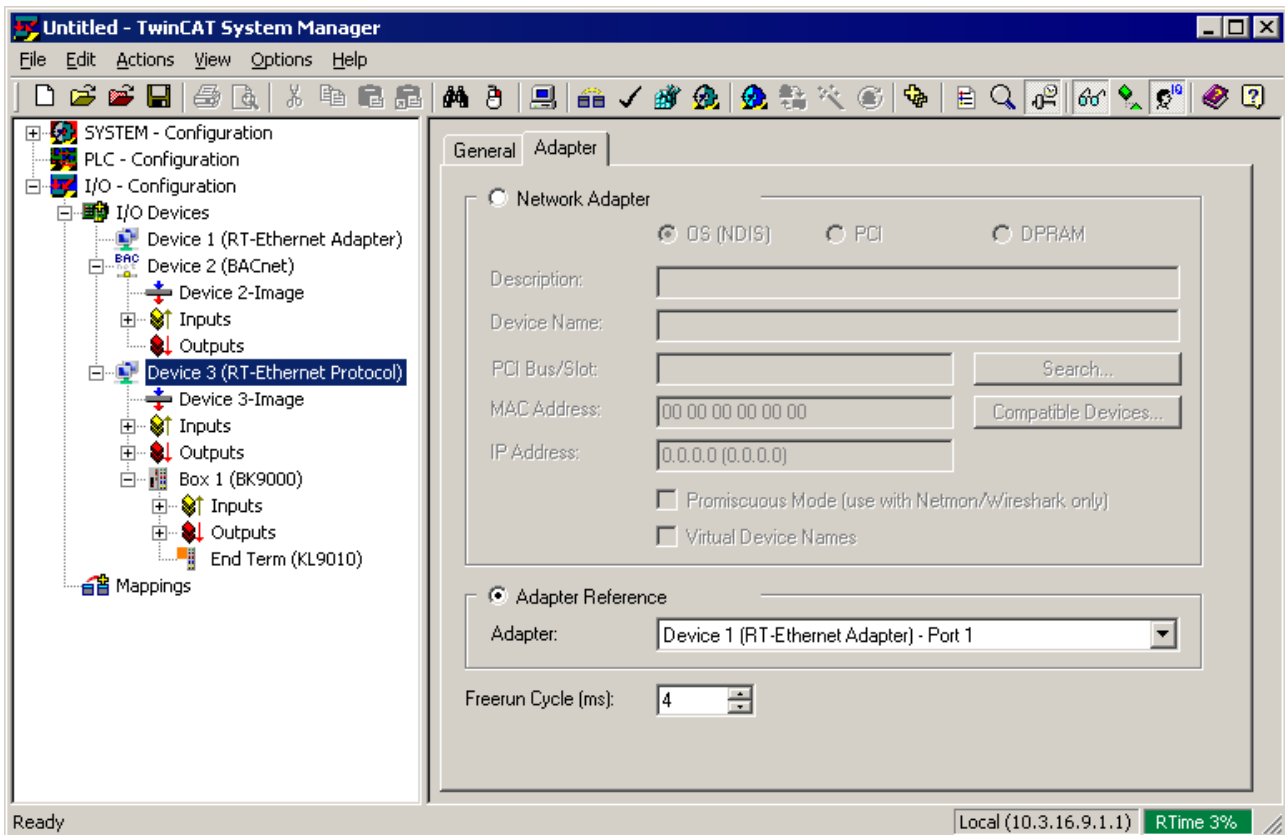 Untitled - TwinCAT System Manager
File Edit Actions View Options Help
SYSTEM - Configuration
PLC - Configuration
I/O - Configuration
I/O Devices
Device 1 (RT-Ethernet Adapter)
BAC
net
Device 2 (BACnet)
Device 2-Image
Inputs
Outputs
Device 3 (RT-Ethernet Protocol)
Device 3-Image
Inputs
Outputs
Box 1 (BK9000)
Inputs
Outputs
End Term (KL9010)
Mappings
General Adapter
Network Adapter
OS (NDIS) PCI DPRAM
Description:
Device Name:
PCI Bus/Slot: Search...
MAC Address: 00 00 00 00 00 00 Compatible Devices...
IP Address: 0.0.0.0 (0.0.0.0)
Promiscuous Mode (use with Netmon/Wireshark only)
Virtual Device Names
Adapter Reference
Adapter: Device 1 (RT-Ethernet Adapter) - Port 1
Freerun Cycle (ms): 4
Ready Local (10.3.16.9.1.1) RTime 3%